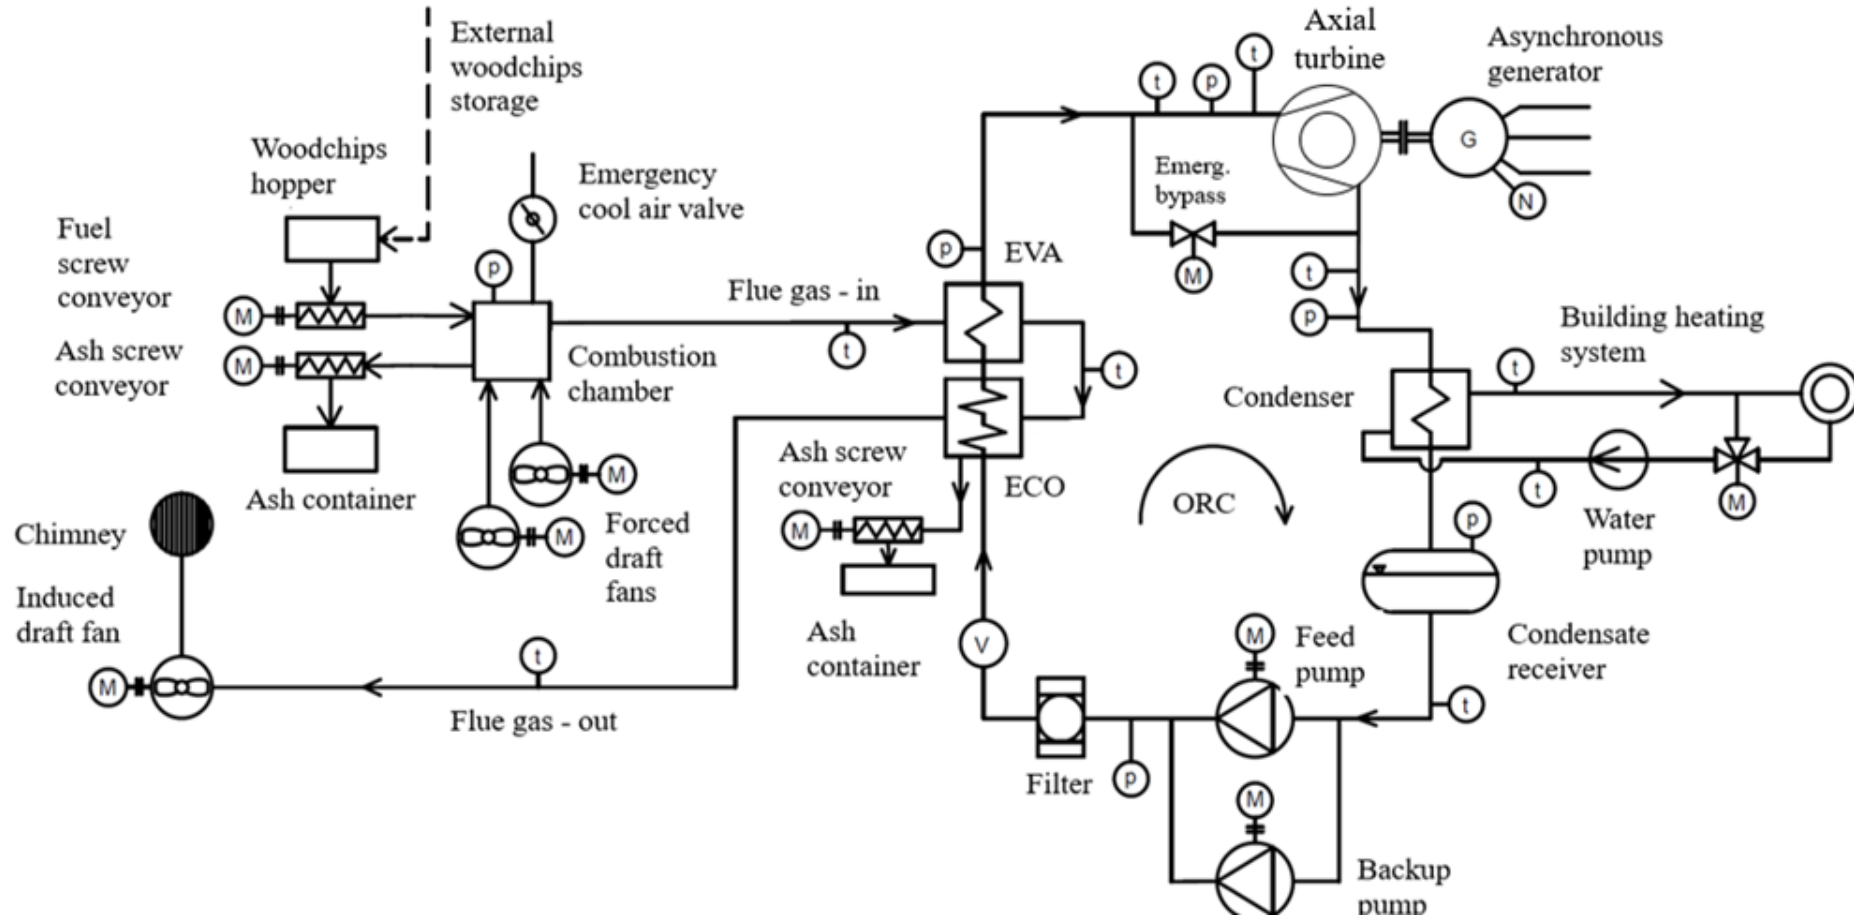 External
woodchips
storage
Woodchips
hopper
Emergency
cool air valve
Fuel
screw
conveyor
Ash screw
conveyor
M
M
p
Combustion
chamber
Ash container
M
M
Forced
draft
fans
Chimney
Induced
draft fan
M
t
Flue gas - out
Flue gas - in
t
p
EVA
t
ECO
Ash screw
conveyor
M
Ash
container
V
Filter
p
t
p
t
Axial
turbine
Asynchronous
generator
G
N
Emerg.
bypass
M
t
p
Condenser
t
Building heating
system
t
Water
pump
M
ORC
p
Condensate
receiver
t
M
Feed
pump
M
Backup
pump